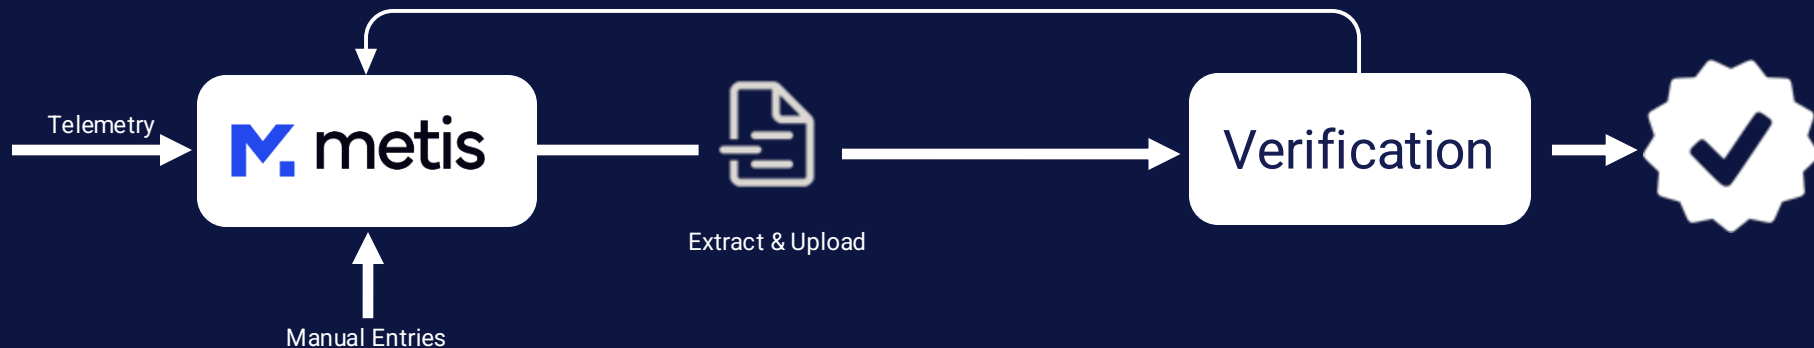 Telemetry
metis
Verification
Extract & Upload
Manual Entries